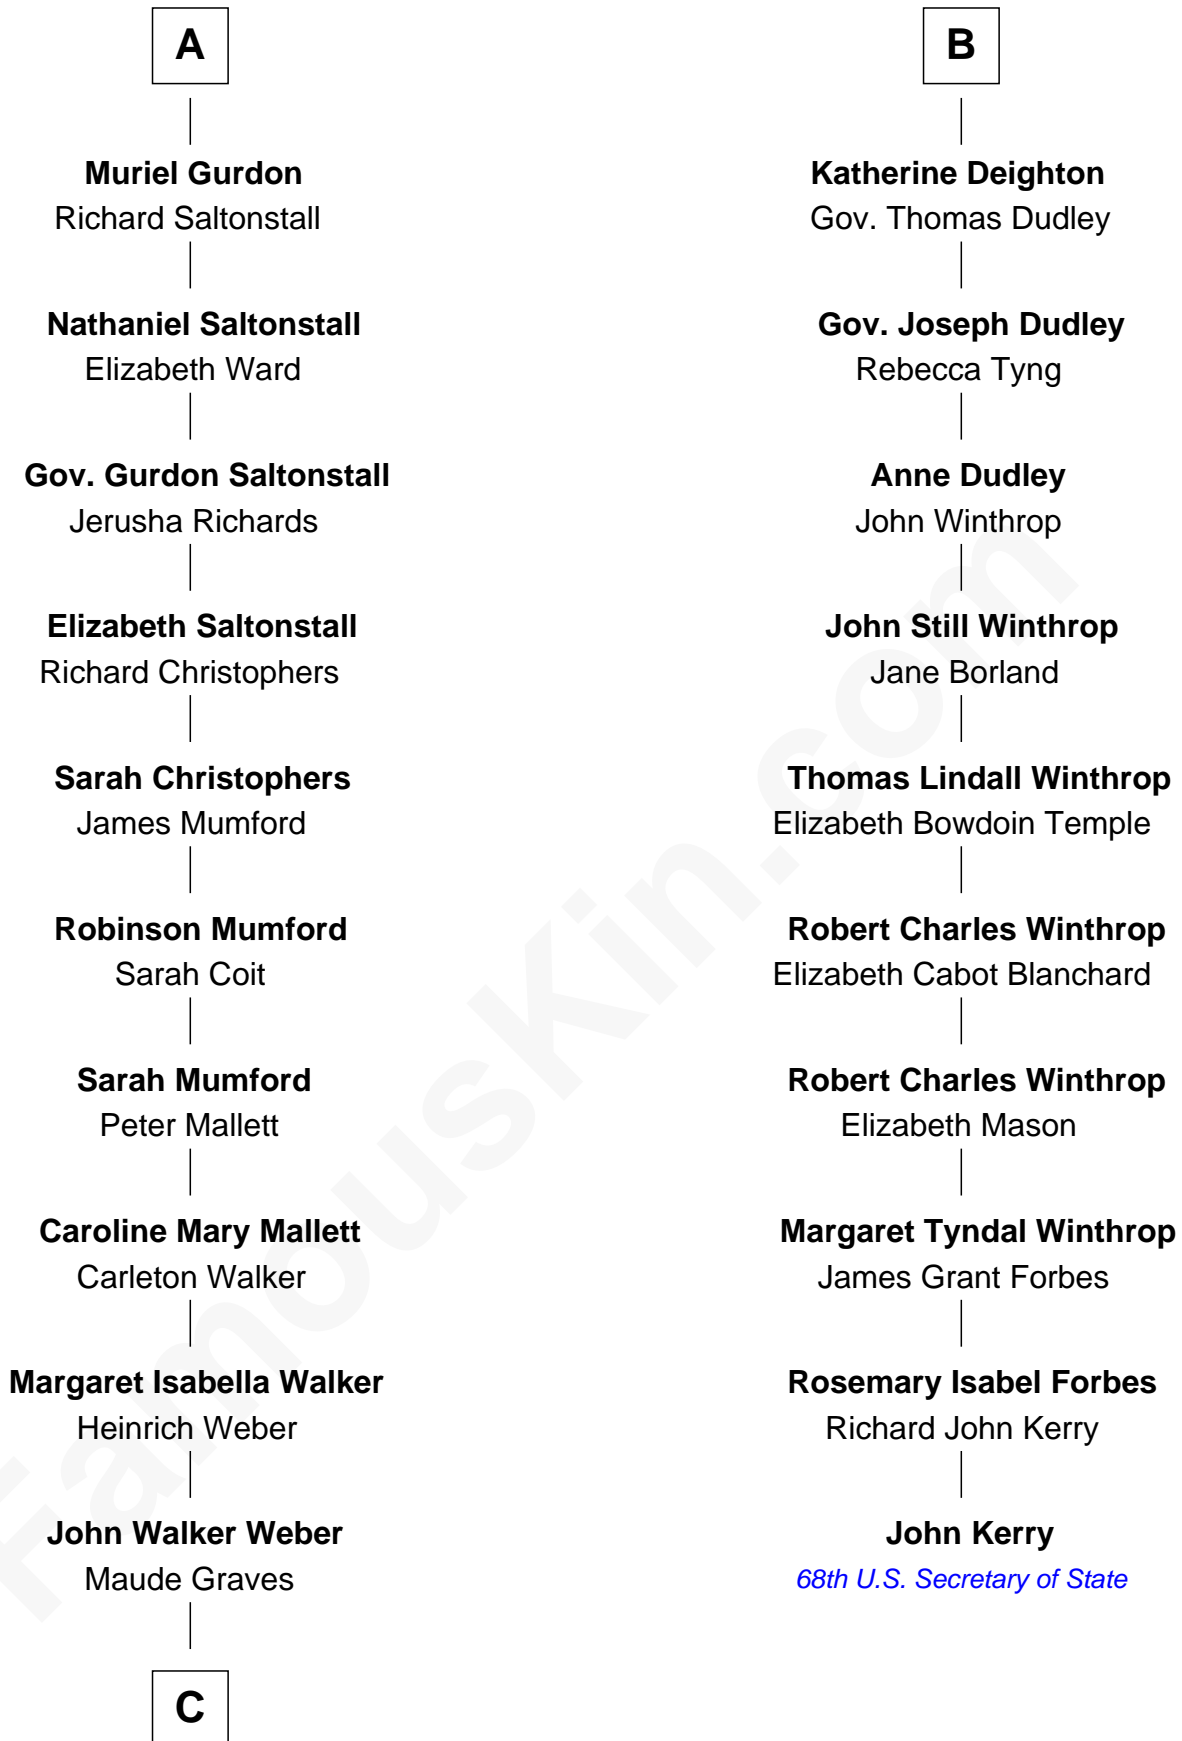 A
Muriel Gurdon
Richard Saltonstall
Nathaniel Saltonstall
Elizabeth Ward
Gov. Gurdon Saltonstall
Jerusha Richards
Elizabeth Saltonstall
Richard Christophers
Sarah Christophers
James Mumford
Robinson Mumford
Sarah Coit
Sarah Mumford
Peter Mallett
Caroline Mary Mallett
Carleton Walker
Margaret Isabella Walker
Heinrich Weber
John Walker Weber
Maude Graves
C
B
Katherine Deighton
Gov. Thomas Dudley
Gov. Joseph Dudley
Rebecca Tyng
Anne Dudley
John Winthrop
John Still Winthrop
Jane Borland
Thomas Lindall Winthrop
Elizabeth Bowdoin Temple
Robert Charles Winthrop
Elizabeth Cabot Blanchard
Robert Charles Winthrop
Elizabeth Mason
Margaret Tyndal Winthrop
James Grant Forbes
Rosemary Isabel Forbes
Richard John Kerry
John Kerry
68th U.S. Secretary of State
FamousKin.com